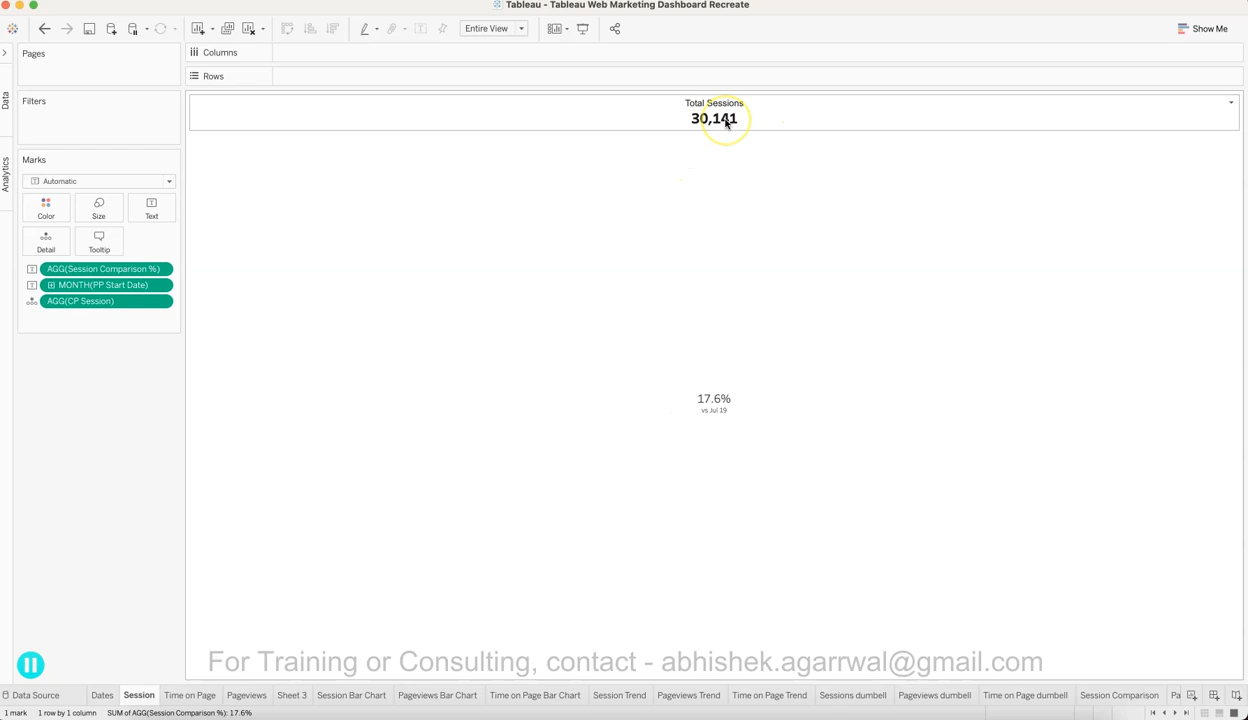 Tableau - Tableau Web Marketing Dashboard Recreate
Entire View
Show Me
Pages
Columns
Rows
Data
Filters
Total Sessions
30,141
Analytics
Marks
Automatic
Color
Size
Text
Detail
Tooltip
AGG(Session Comparison %)
MONTH(PP Start Date)
AGG(CP Session)
17.6%
vs Jul 19
For Training or Consulting, contact - abhishek.agarrwal@gmail.com
Data Source
Dates
Session
Time on Page
Pageviews
Sheet 3
Session Bar Chart
Pageviews Bar Chart
Time on Page Bar Chart
Session Trend
Pageviews Trend
Time on Page Trend
Sessions dumbell
Pageviews dumbell
Time on Page dumbell
Session Comparison
Pa
1 mark
1 row by 1 column
SUM of AGG(Session Comparison %): 17.6%